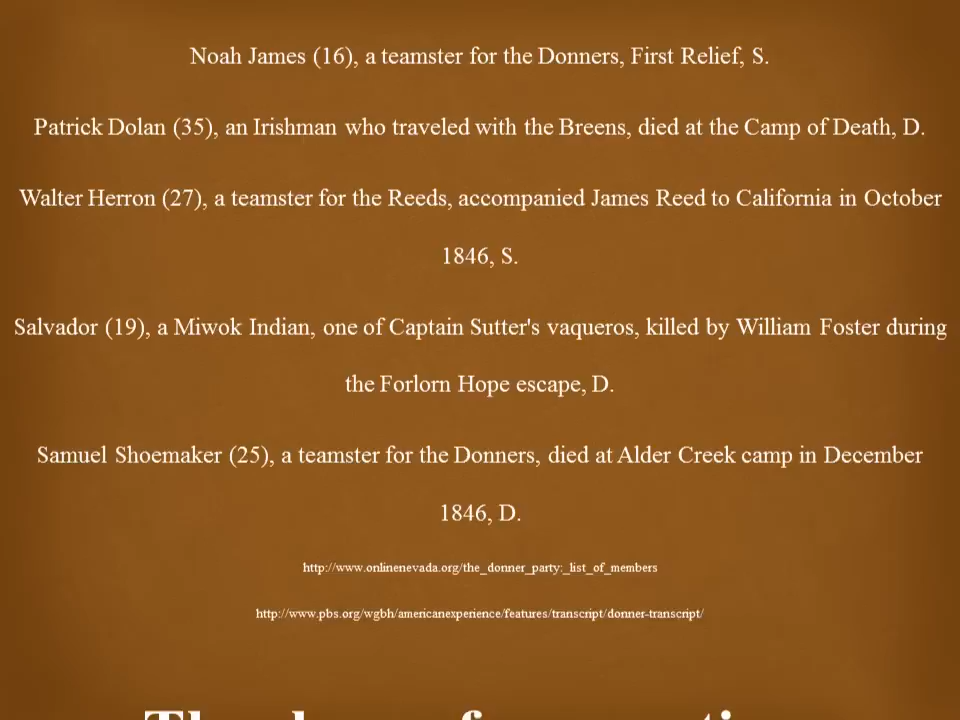 Noah James (16), a teamster for the Donners, First Relief, S.
Patrick Dolan (35), an Irishman who traveled with the Breens, died at the Camp of Death, D.
Walter Herron (27), a teamster for the Reeds, accompanied James Reed to California in October
1846, S.
Salvador (19), a Miwok Indian, one of Captain Sutter's vaqueros, killed by William Foster during
the Forlorn Hope escape, D.
Samuel Shoemaker (25), a teamster for the Donners, died at Alder Creek camp in December
1846, D.
http://www.onlinenevada.org/the_donner_party:_list_of_members
http://www.pbs.org/wgbh/americanexperience/features/transcript/donner-transcript/